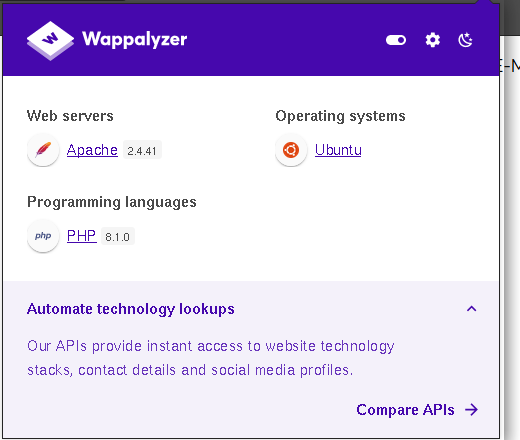 Wappalyzer
E-M
Web servers
Operating systems
Apache 2.4.41
Ubuntu
Programming languages
php PHP 8.1.0
Automate technology lookups
Our APIs provide instant access to website technology
stacks, contact details and social media profiles.
Compare APIs